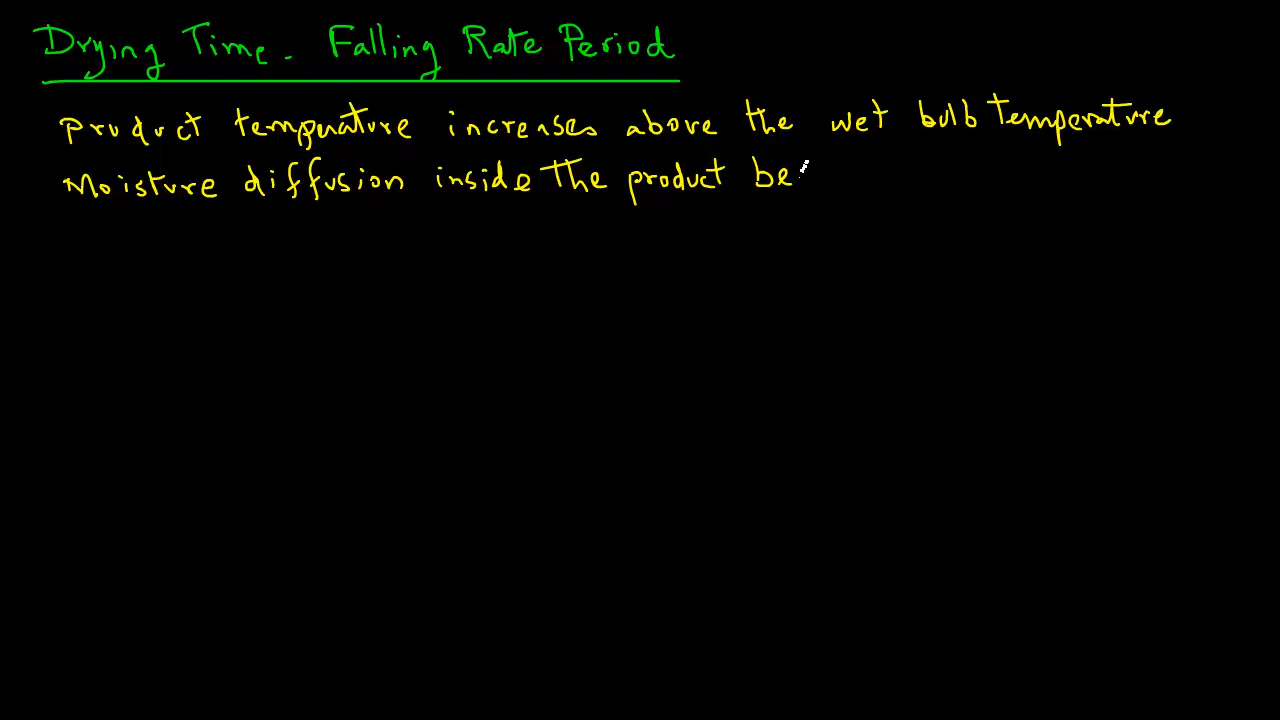 Drying Time - Falling Rate Period
Product temperature increases above the wet bulb temperature
Moisture diffusion inside the product be